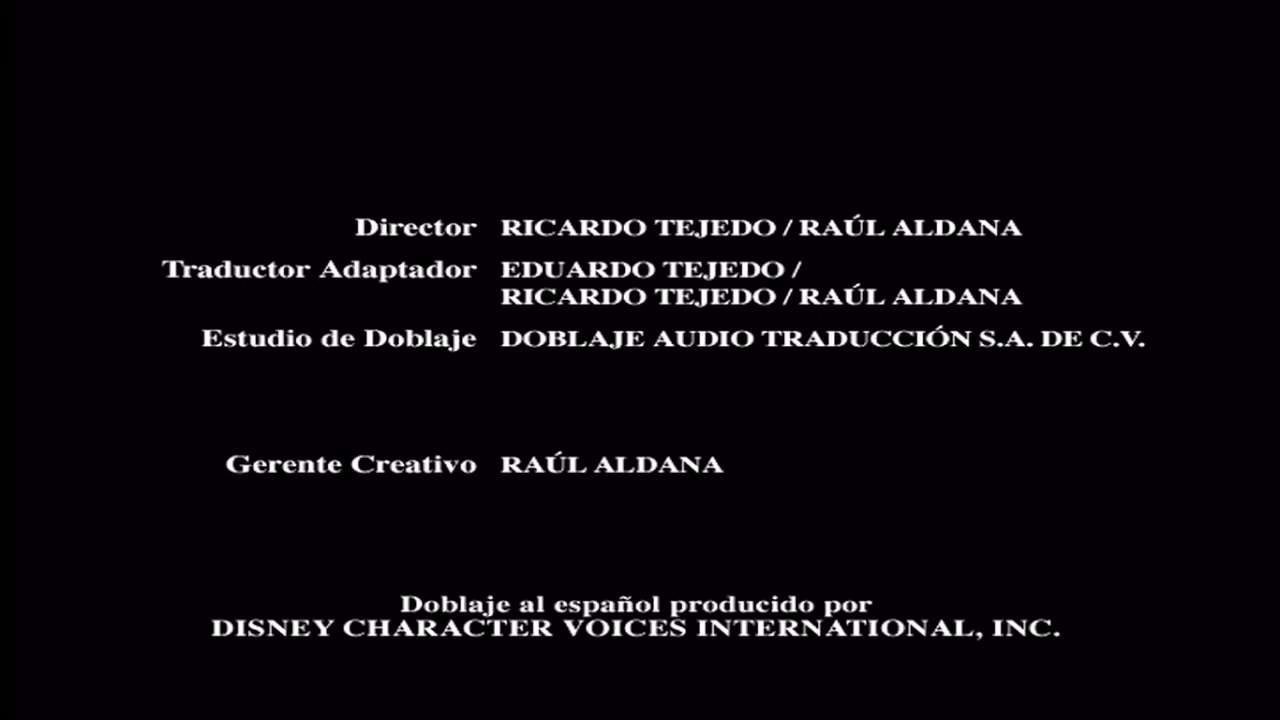 Director RICARDO TEJEDO / RAÚL ALDANA
Traductor Adaptador EDUARDO TEJEDO /
RICARDO TEJEDO / RAÚL ALDANA
Estudio de Doblaje DOBLAJE AUDIO TRADUCCIÓN S.A. DE C.V.
Gerente Creativo RAÚL ALDANA
Doblaje al español producido por
DISNEY CHARACTER VOICES INTERNATIONAL, INC.